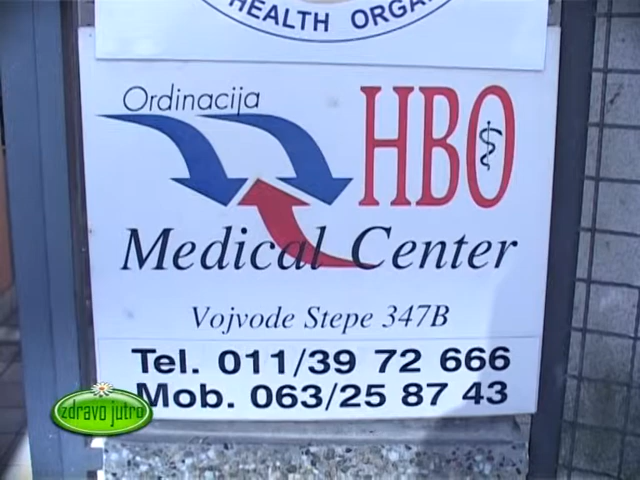 HEALTH ORGA
Ordinacija
HBO
Medical Center
Vojvode Stepe 347B
Tel. 011/39 72 666
Mob. 063/25 87 43
zdravo jutro